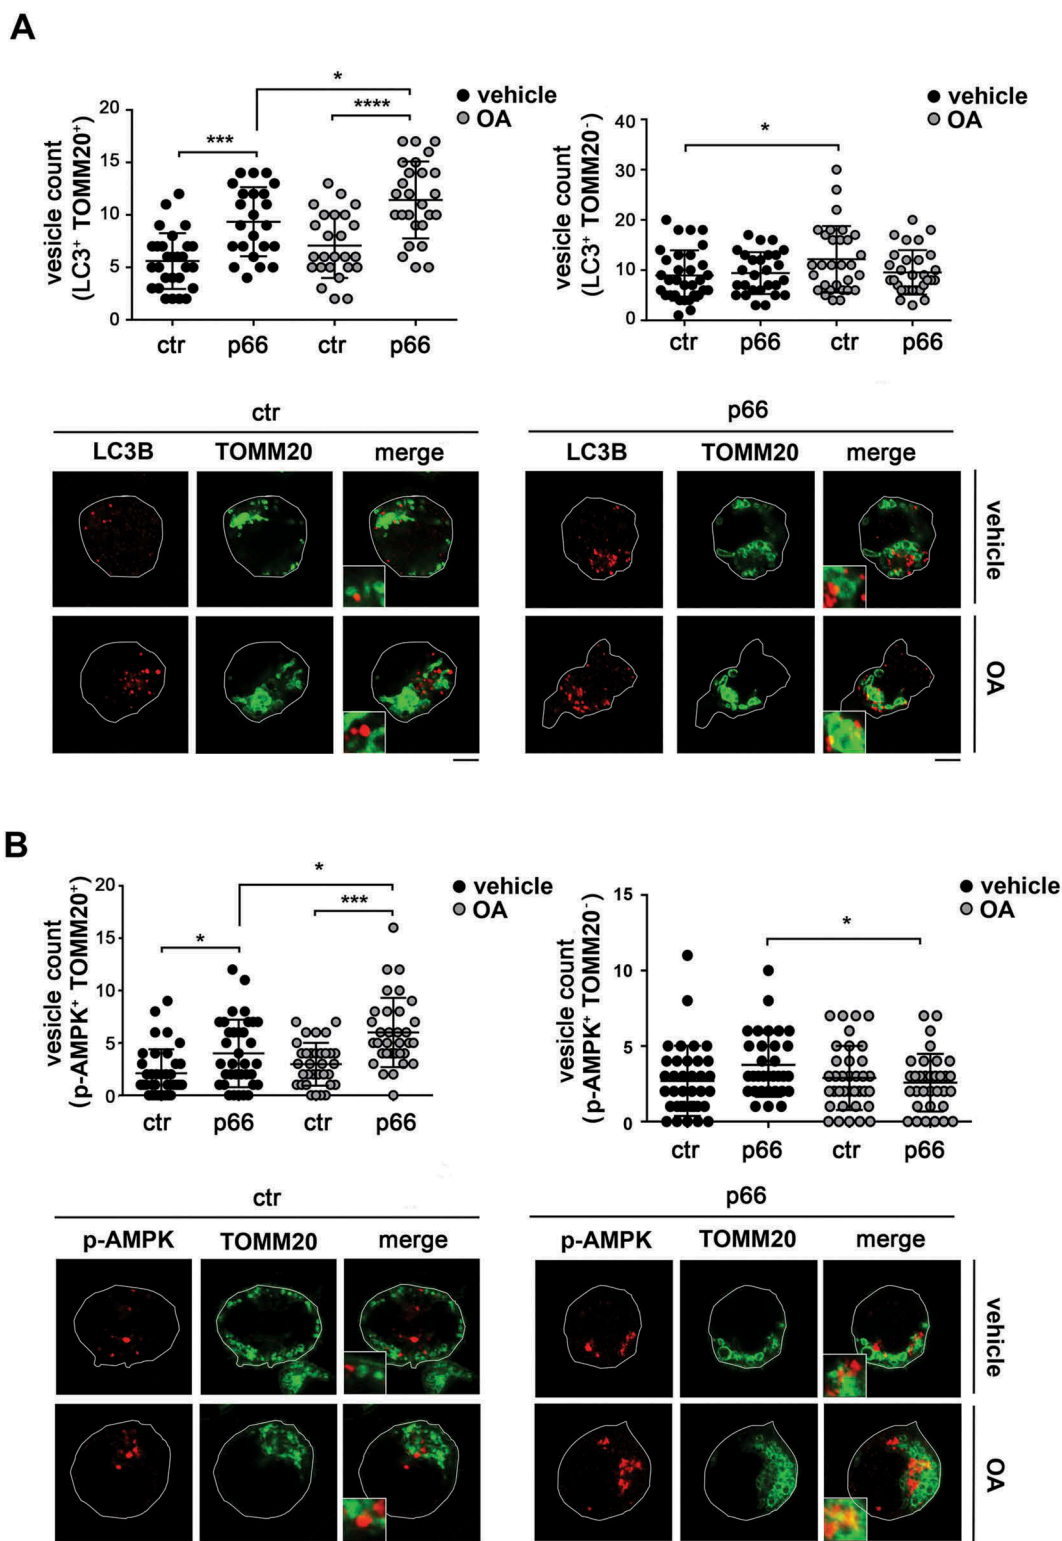 A
vesicle count
(LC3⁺ TOMM20⁺)
20
15
10
5
0
***
*
****
vehicle
OA
ctr p66 ctr p66
vesicle count
(LC3⁺ TOMM20⁻)
40
30
20
10
0
*
vehicle
OA
ctr p66 ctr p66
ctr
LC3B TOMM20 merge
p66
LC3B TOMM20 merge
vehicle
OA
B
vesicle count
(p-AMPK⁺ TOMM20⁺)
20
15
10
5
0
*
*
***
vehicle
OA
ctr p66 ctr p66
vesicle count
(p-AMPK⁺ TOMM20⁻)
15
10
5
0
*
vehicle
OA
ctr p66 ctr p66
ctr
p-AMPK TOMM20 merge
p66
p-AMPK TOMM20 merge
vehicle
OA